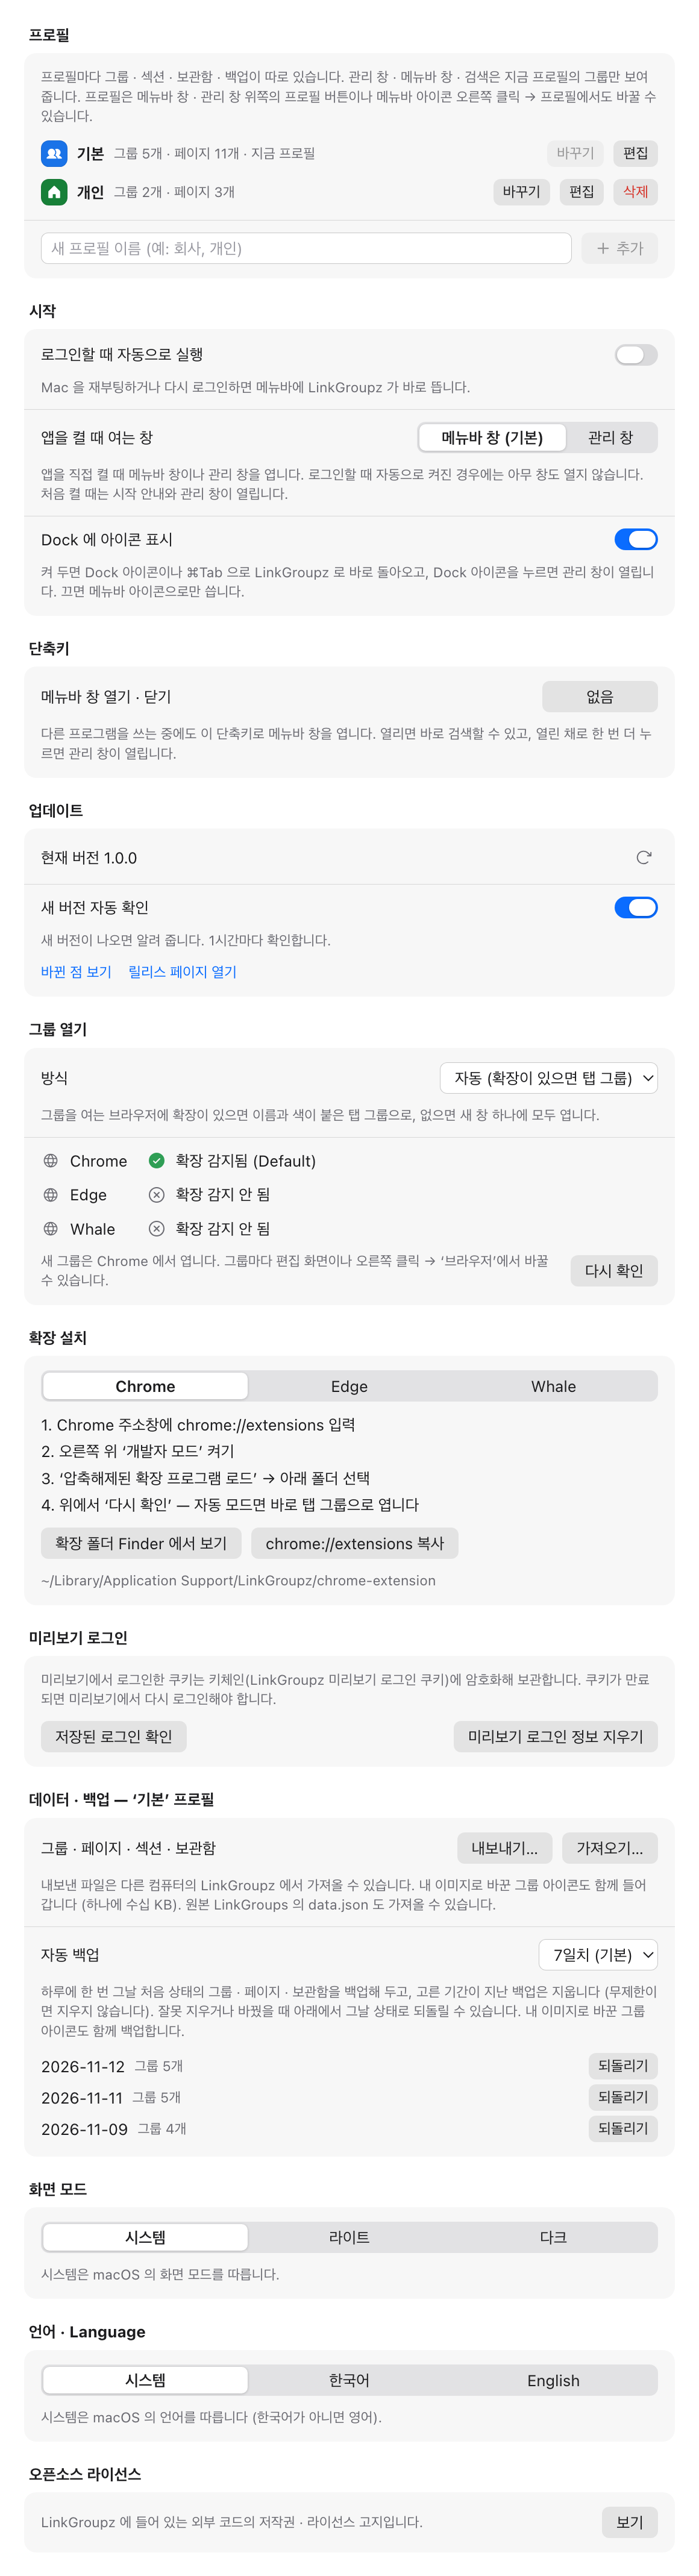 프로필
프로필마다 그룹 · 섹션 · 보관함 · 백업이 따로 있습니다. 관리 창 · 메뉴바 창 · 검색은 지금 프로필의 그룹만 보여
줍니다. 프로필은 메뉴바 창 · 관리 창 위쪽의 프로필 버튼이나 메뉴바 아이콘 오른쪽 클릭 → 프로필에서도 바꿀 수
있습니다.
기본 그룹 5개 · 페이지 11개 · 지금 프로필 바꾸기 편집
개인 그룹 2개 · 페이지 3개 바꾸기 편집 삭제
새 프로필 이름 (예: 회사, 개인) + 추가
시작
로그인할 때 자동으로 실행
Mac 을 재부팅하거나 다시 로그인하면 메뉴바에 LinkGroupz 가 바로 뜹니다.
앱을 켤 때 여는 창 메뉴바 창 (기본) 관리 창
앱을 직접 켤 때 메뉴바 창이나 관리 창을 엽니다. 로그인할 때 자동으로 켜진 경우에는 아무 창도 열지 않습니다.
처음 켤 때는 시작 안내와 관리 창이 열립니다.
Dock 에 아이콘 표시
켜 두면 Dock 아이콘이나 ⌘Tab 으로 LinkGroupz 로 바로 돌아오고, Dock 아이콘을 누르면 관리 창이 열립니
다. 끄면 메뉴바 아이콘으로만 씁니다.
단축키
메뉴바 창 열기 · 닫기 없음
다른 프로그램을 쓰는 중에도 이 단축키로 메뉴바 창을 엽니다. 열리면 바로 검색할 수 있고, 열린 채로 한 번 더 누
르면 관리 창이 열립니다.
업데이트
현재 버전 1.0.0
새 버전 자동 확인
새 버전이 나오면 알려 줍니다. 1시간마다 확인합니다.
바뀐 점 보기 릴리스 페이지 열기
그룹 열기
방식 자동 (확장이 있으면 탭 그룹)
그룹을 여는 브라우저에 확장이 있으면 이름과 색이 붙은 탭 그룹으로, 없으면 새 창 하나에 모두 엽니다.
Chrome 확장 감지됨 (Default)
Edge 확장 감지 안 됨
Whale 확장 감지 안 됨
새 그룹은 Chrome 에서 엽니다. 그룹마다 편집 화면이나 오른쪽 클릭 → ‘브라우저’에서 바꿀
수 있습니다.
다시 확인
확장 설치
Chrome Edge Whale
1. Chrome 주소창에 chrome://extensions 입력
2. 오른쪽 위 ‘개발자 모드’ 켜기
3. ‘압축해제된 확장 프로그램 로드’ → 아래 폴더 선택
4. 위에서 ‘다시 확인’ — 자동 모드면 바로 탭 그룹으로 엽니다
확장 폴더 Finder 에서 보기 chrome://extensions 복사
~/Library/Application Support/LinkGroupz/chrome-extension
미리보기 로그인
미리보기에서 로그인한 쿠키는 키체인(LinkGroupz 미리보기 로그인 쿠키)에 암호화해 보관합니다. 쿠키가 만료
되면 미리보기에서 다시 로그인해야 합니다.
저장된 로그인 확인 미리보기 로그인 정보 지우기
데이터 · 백업 — ‘기본’ 프로필
그룹 · 페이지 · 섹션 · 보관함 내보내기... 가져오기...
내보낸 파일은 다른 컴퓨터의 LinkGroupz 에서 가져올 수 있습니다. 내 이미지로 바꾼 그룹 아이콘도 함께 들어
갑니다 (하나에 수십 KB). 원본 LinkGroups 의 data.json 도 가져올 수 있습니다.
자동 백업 7일치 (기본)
하루에 한 번 그날 처음 상태의 그룹 · 페이지 · 보관함을 백업해 두고, 고른 기간이 지난 백업은 지웁니다 (무제한이
면 지우지 않습니다). 잘못 지우거나 바꿨을 때 아래에서 그날 상태로 되돌릴 수 있습니다. 내 이미지로 바꾼 그룹
아이콘도 함께 백업합니다.
2026-11-12 그룹 5개 되돌리기
2026-11-11 그룹 5개 되돌리기
2026-11-09 그룹 4개 되돌리기
화면 모드
시스템 라이트 다크
시스템은 macOS 의 화면 모드를 따릅니다.
언어 · Language
시스템 한국어 English
시스템은 macOS 의 언어를 따릅니다 (한국어가 아니면 영어).
오픈소스 라이선스
LinkGroupz 에 들어 있는 외부 코드의 저작권 · 라이선스 고지입니다. 보기